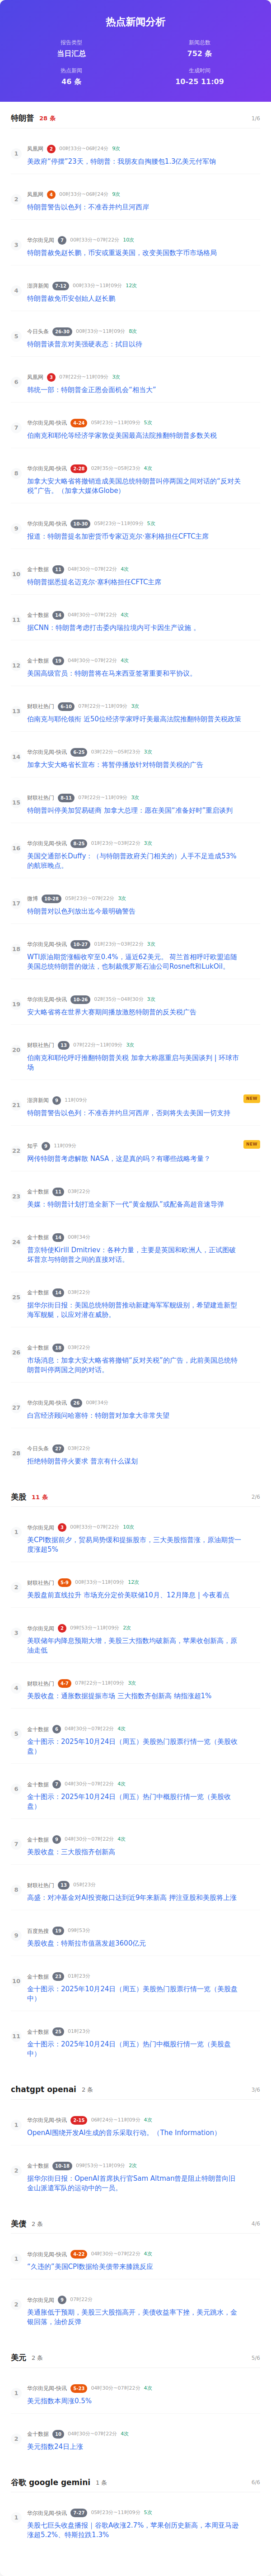 热点新闻分析
报告类型
当日汇总
新闻总数
752 条
热点新闻
46 条
生成时间
10-25 11:09
特朗普 28 条 1/6
1
凤凰网 2 00时33分~06时24分 9次
美政府“停摆”23天，特朗普：我朋友自掏腰包1.3亿美元付军饷
2
凤凰网 4 00时33分~06时24分 9次
特朗普警告以色列：不准吞并约旦河西岸
3
华尔街见闻 7 00时33分~07时22分 10次
特朗普赦免赵长鹏，币安或重返美国，改变美国数字币市场格局
4
澎湃新闻 7-12 00时33分~11时09分 12次
特朗普赦免币安创始人赵长鹏
5
今日头条 26-30 00时33分~11时09分 8次
特朗普谈普京对美强硬表态：拭目以待
6
凤凰网 3 07时22分~11时09分 3次
韩统一部：特朗普金正恩会面机会“相当大”
7
华尔街见闻-快讯 4-24 05时23分~11时09分 5次
伯南克和耶伦等经济学家敦促美国最高法院推翻特朗普多数关税
8
华尔街见闻-快讯 2-28 02时35分~05时23分 4次
加拿大安大略省将撤销造成美国总统特朗普叫停两国之间对话的“反对关
税”广告。（加拿大媒体Globe）
9
华尔街见闻-快讯 10-30 05时23分~11时09分 5次
报道：特朗普提名加密货币专家迈克尔·塞利格担任CFTC主席
10
金十数据 11 04时30分~07时22分 4次
特朗普据悉提名迈克尔·塞利格担任CFTC主席
11
金十数据 14 04时30分~07时22分 4次
据CNN：特朗普考虑打击委内瑞拉境内可卡因生产设施 。
12
金十数据 19 04时30分~07时22分 4次
美国高级官员：特朗普将在马来西亚签署重要和平协议。
13
财联社热门 6-10 07时22分~11时09分 3次
伯南克与耶伦领衔 近50位经济学家呼吁美最高法院推翻特朗普关税政策
14
华尔街见闻-快讯 6-25 03时22分~05时23分 3次
加拿大安大略省长宣布：将暂停播放针对特朗普关税的广告
15
财联社热门 8-11 07时22分~11时09分 3次
特朗普叫停美加贸易磋商 加拿大总理：愿在美国“准备好时”重启谈判
16
华尔街见闻-快讯 8-25 01时23分~03时22分 3次
美国交通部长Duffy：（与特朗普政府关门相关的）人手不足造成53%
的航班晚点。
17
微博 10-28 05时23分~07时22分 3次
特朗普对以色列放出迄今最明确警告
18
华尔街见闻-快讯 10-27 01时23分~03时22分 3次
WTI原油期货涨幅收窄至0.4%，逼近62美元。 荷兰首相呼吁欧盟追随
美国总统特朗普的做法，也制裁俄罗斯石油公司Rosneft和LukOil。
19
华尔街见闻-快讯 10-26 02时35分~04时30分 3次
安大略省将在世界大赛期间播放激怒特朗普的反关税广告
20
财联社热门 13 07时22分~11时09分 3次
伯南克和耶伦呼吁推翻特朗普关税 加拿大称愿重启与美国谈判 | 环球市
场
21
澎湃新闻 9 11时09分 NEW
特朗普警告以色列：不准吞并约旦河西岸，否则将失去美国一切支持
22
知乎 9 11时09分 NEW
网传特朗普考虑解散 NASA，这是真的吗？有哪些战略考量？
23
金十数据 11 03时22分
美媒：特朗普计划打造全新下一代“黄金舰队”或配备高超音速导弹
24
金十数据 14 00时34分
普京特使Kirill Dmitriev：各种力量，主要是英国和欧洲人，正试图破
坏普京与特朗普之间的直接对话。
25
金十数据 14 03时22分
据华尔街日报：美国总统特朗普推动新建海军军舰级别，希望建造新型
海军舰艇，以应对潜在威胁。
26
金十数据 18 03时22分
市场消息：加拿大安大略省将撤销“反对关税”的广告，此前美国总统特
朗普叫停两国之间的对话。
27
华尔街见闻-快讯 26 00时34分
白宫经济顾问哈塞特：特朗普对加拿大非常失望
28
今日头条 27 03时22分
拒绝特朗普停火要求 普京有什么谋划
美股 11 条 2/6
1
华尔街见闻 3 00时33分~07时22分 10次
美CPI数据前夕，贸易局势缓和提振股市，三大美股指普涨，原油期货一
度涨超5%
2
财联社热门 5-9 00时33分~11时09分 12次
美股盘前直线拉升 市场充分定价美联储10月、12月降息 | 今夜看点
3
华尔街见闻 2 09时53分~11时09分 2次
美联储年内降息预期大增，美股三大指数均破新高，苹果收创新高，原
油走低
4
财联社热门 4-7 07时22分~11时09分 3次
美股收盘：通胀数据提振市场 三大指数齐创新高 纳指涨超1%
5
金十数据 6 04时30分~07时22分 4次
金十图示：2025年10月24日（周五）美股热门股票行情一览（美股收
盘）
6
金十数据 7 04时30分~07时22分 4次
金十图示：2025年10月24日（周五）热门中概股行情一览（美股收
盘）
7
金十数据 9 04时30分~07时22分 4次
美股收盘：三大股指齐创新高
8
财联社热门 13 05时23分
高盛：对冲基金对AI投资敞口达到近9年来新高 押注亚股和美股将上涨
9
百度热搜 19 09时53分
美股收盘：特斯拉市值蒸发超3600亿元
10
金十数据 23 01时23分
金十图示：2025年10月24日（周五）美股热门股票行情一览（美股盘
中）
11
金十数据 25 01时23分
金十图示：2025年10月24日（周五）热门中概股行情一览（美股盘
中）
chatgpt openai 2 条 3/6
1
华尔街见闻-快讯 2-15 06时24分~11时09分 4次
OpenAI围绕开发AI生成的音乐采取行动。（The Information）
2
金十数据 10-18 09时53分~11时09分 2次
据华尔街日报：OpenAI首席执行官Sam Altman曾是阻止特朗普向旧
金山派遣军队的运动中的一员。
美债 2 条 4/6
1
华尔街见闻-快讯 4-22 04时30分~07时22分 4次
“久违的”美国CPI数据给美债带来膝跳反应
2
华尔街见闻 9 07时22分
美通胀低于预期，美股三大股指高开，美债收益率下挫，美元跳水，金
银回落，油价反弹
美元 2 条 5/6
1
华尔街见闻-快讯 5-23 04时30分~07时22分 4次
美元指数本周涨0.5%
2
金十数据 10 04时30分~07时22分 4次
美元指数24日上涨
谷歌 google gemini 1 条 6/6
1
华尔街见闻-快讯 7-27 05时23分~11时09分 5次
美股七巨头收盘播报｜谷歌A收涨2.7%，苹果创历史新高，本周亚马逊
涨超5.2%、特斯拉跌1.3%